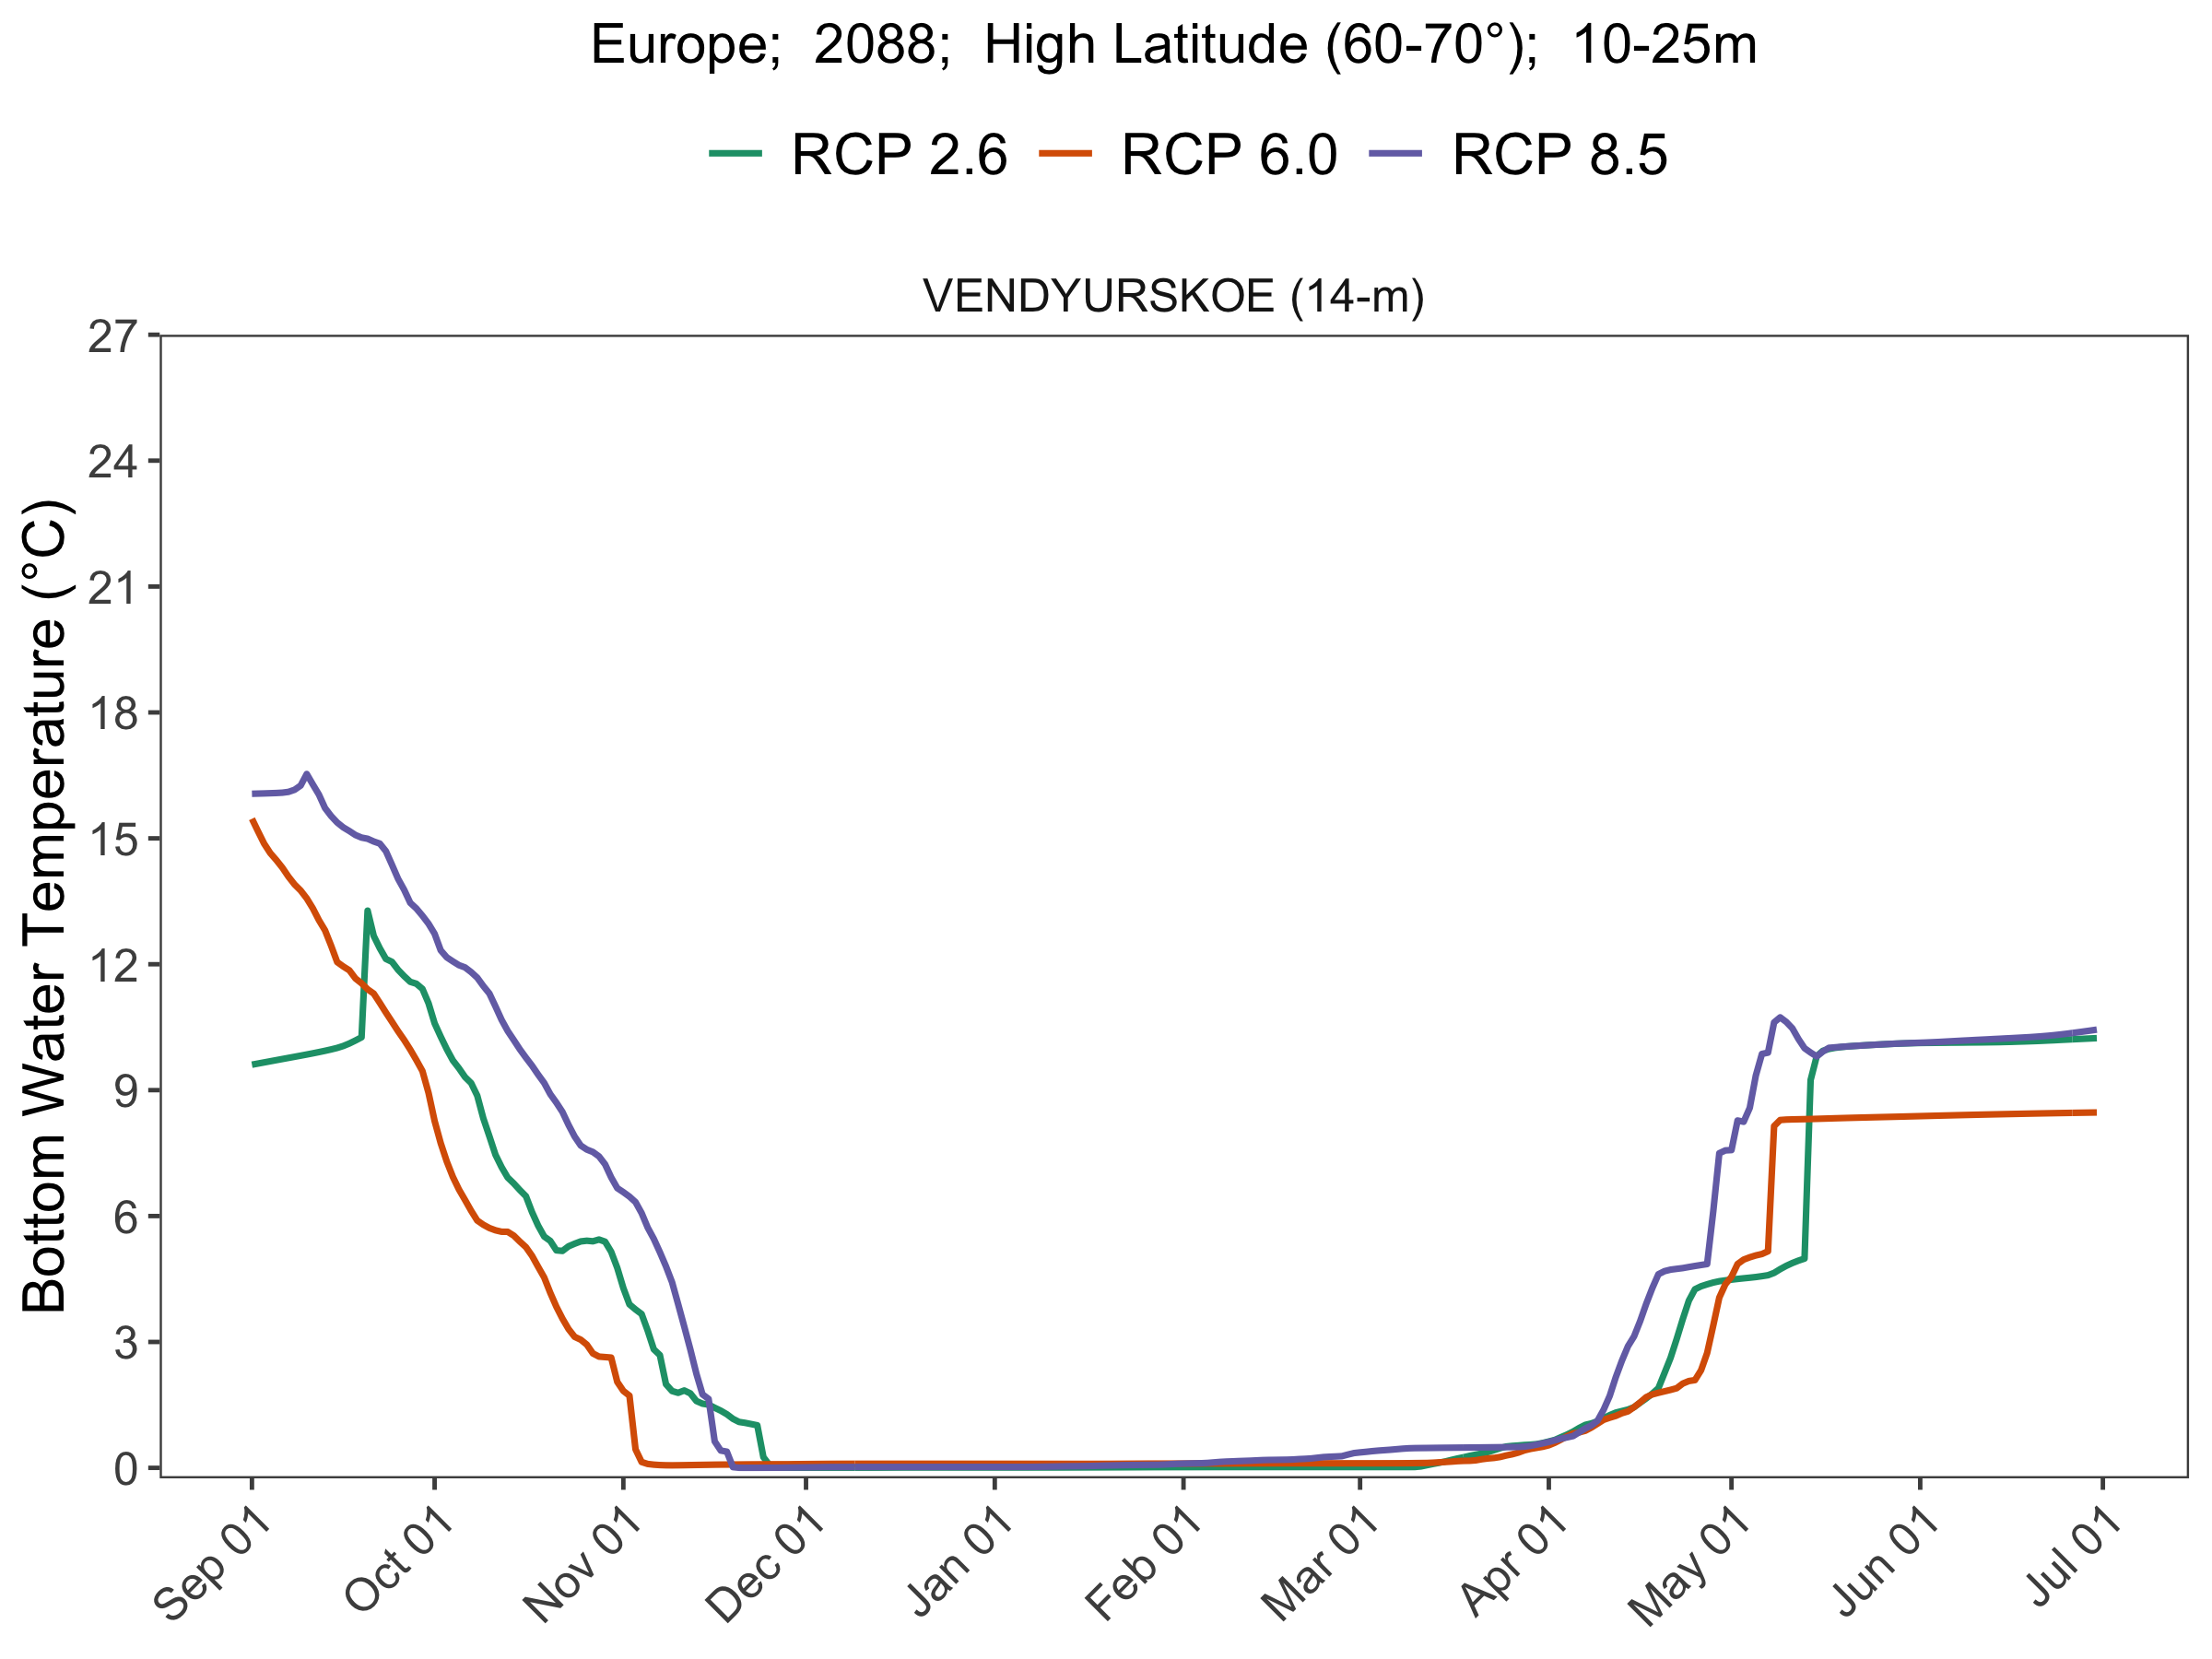 Europe; 2088; High Latitude (60-70°); 10-25m
RCP 2.6 RCP 6.0 RCP 8.5
VENDYURSKOE (14-m)
Bottom Water Temperature (°C)
27
24
21
18
15
12
9
6
3
0
Sep 01 Oct 01 Nov 01 Dec 01 Jan 01 Feb 01 Mar 01 Apr 01 May 01 Jun 01 Jul 01